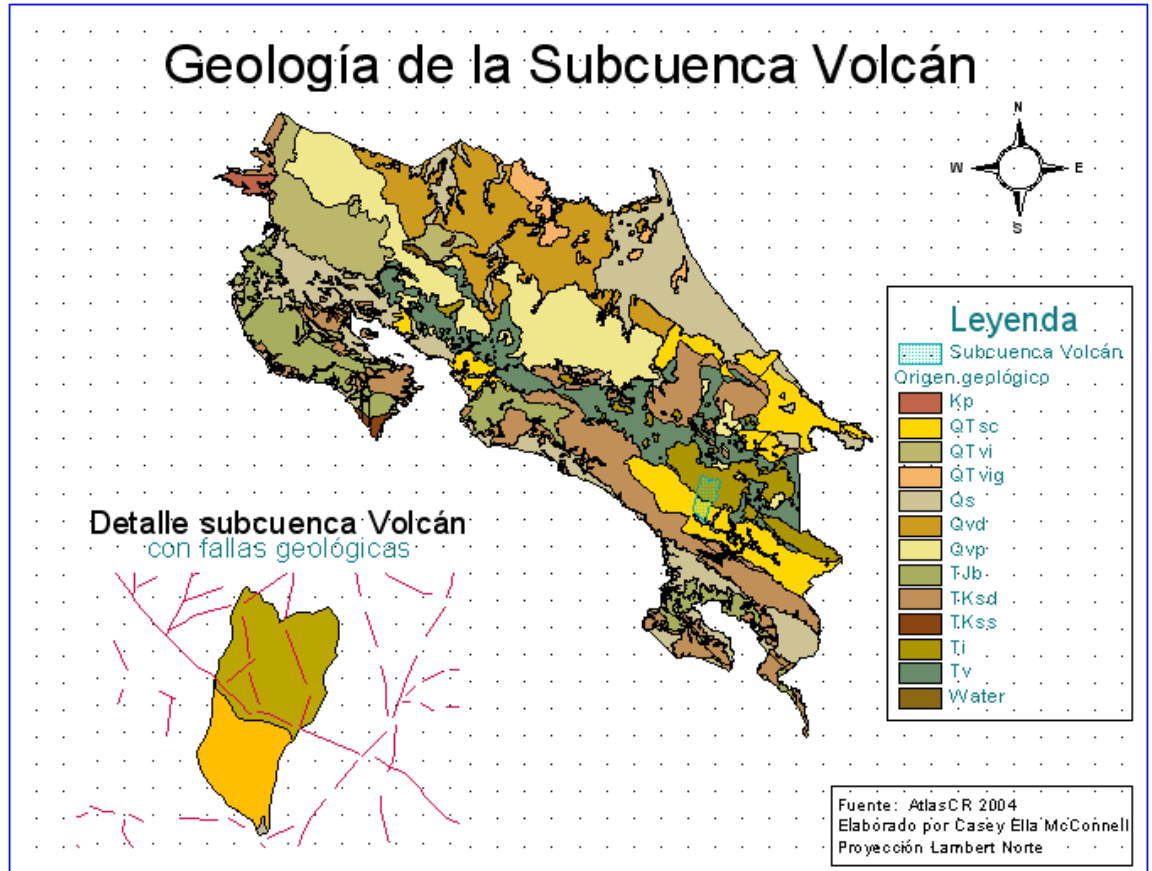 Geología de la Subcuenca Volcán
N
W
E
S
Leyenda
Subcuenca Volcán
Origen geológico
Kp
QTsc
QTvi
QTvig
Qs
Qvd
Qvp
TJb
TKsd
TKss
Ti
Tv
Water
Detalle subcuenca Volcán
con fallas geológicas
Fuente: AtlasCR 2004
Elaborado por Casey Ella McConnell
Proyección Lambert Norte